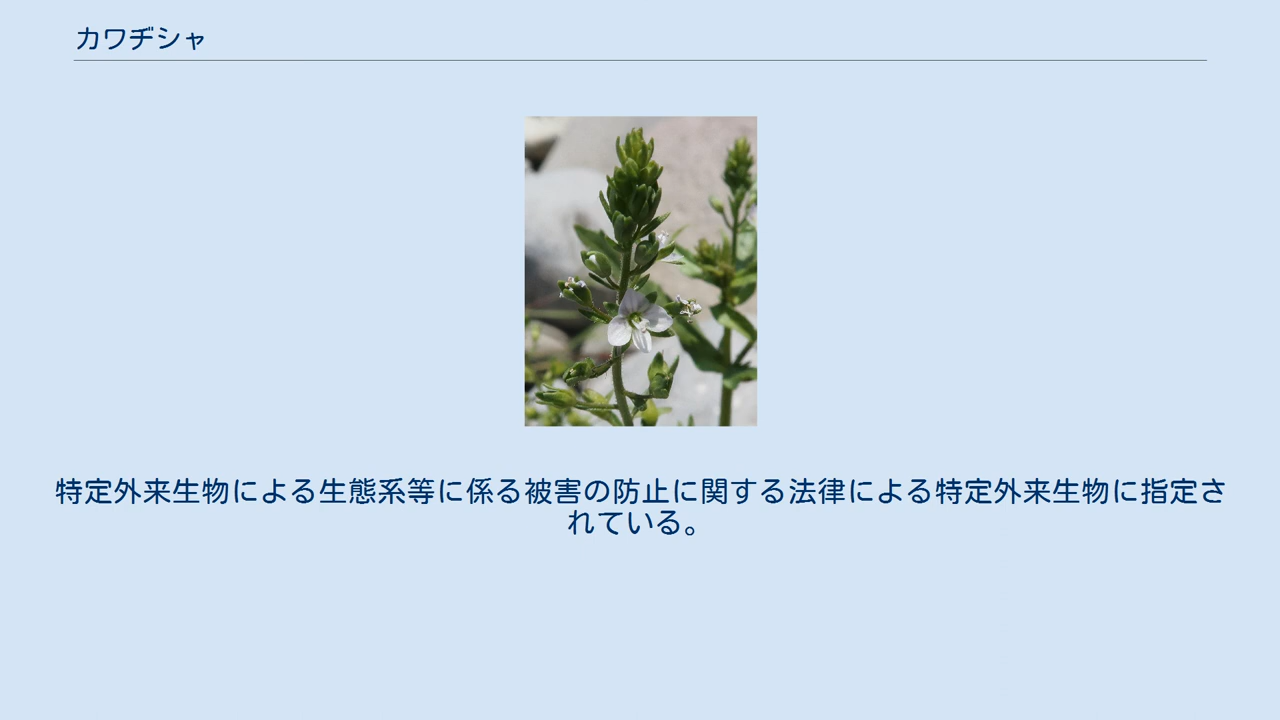 カワヂシャ
特定外来生物による生態系等に係る被害の防止に関する法律による特定外来生物に指定さ
れている。